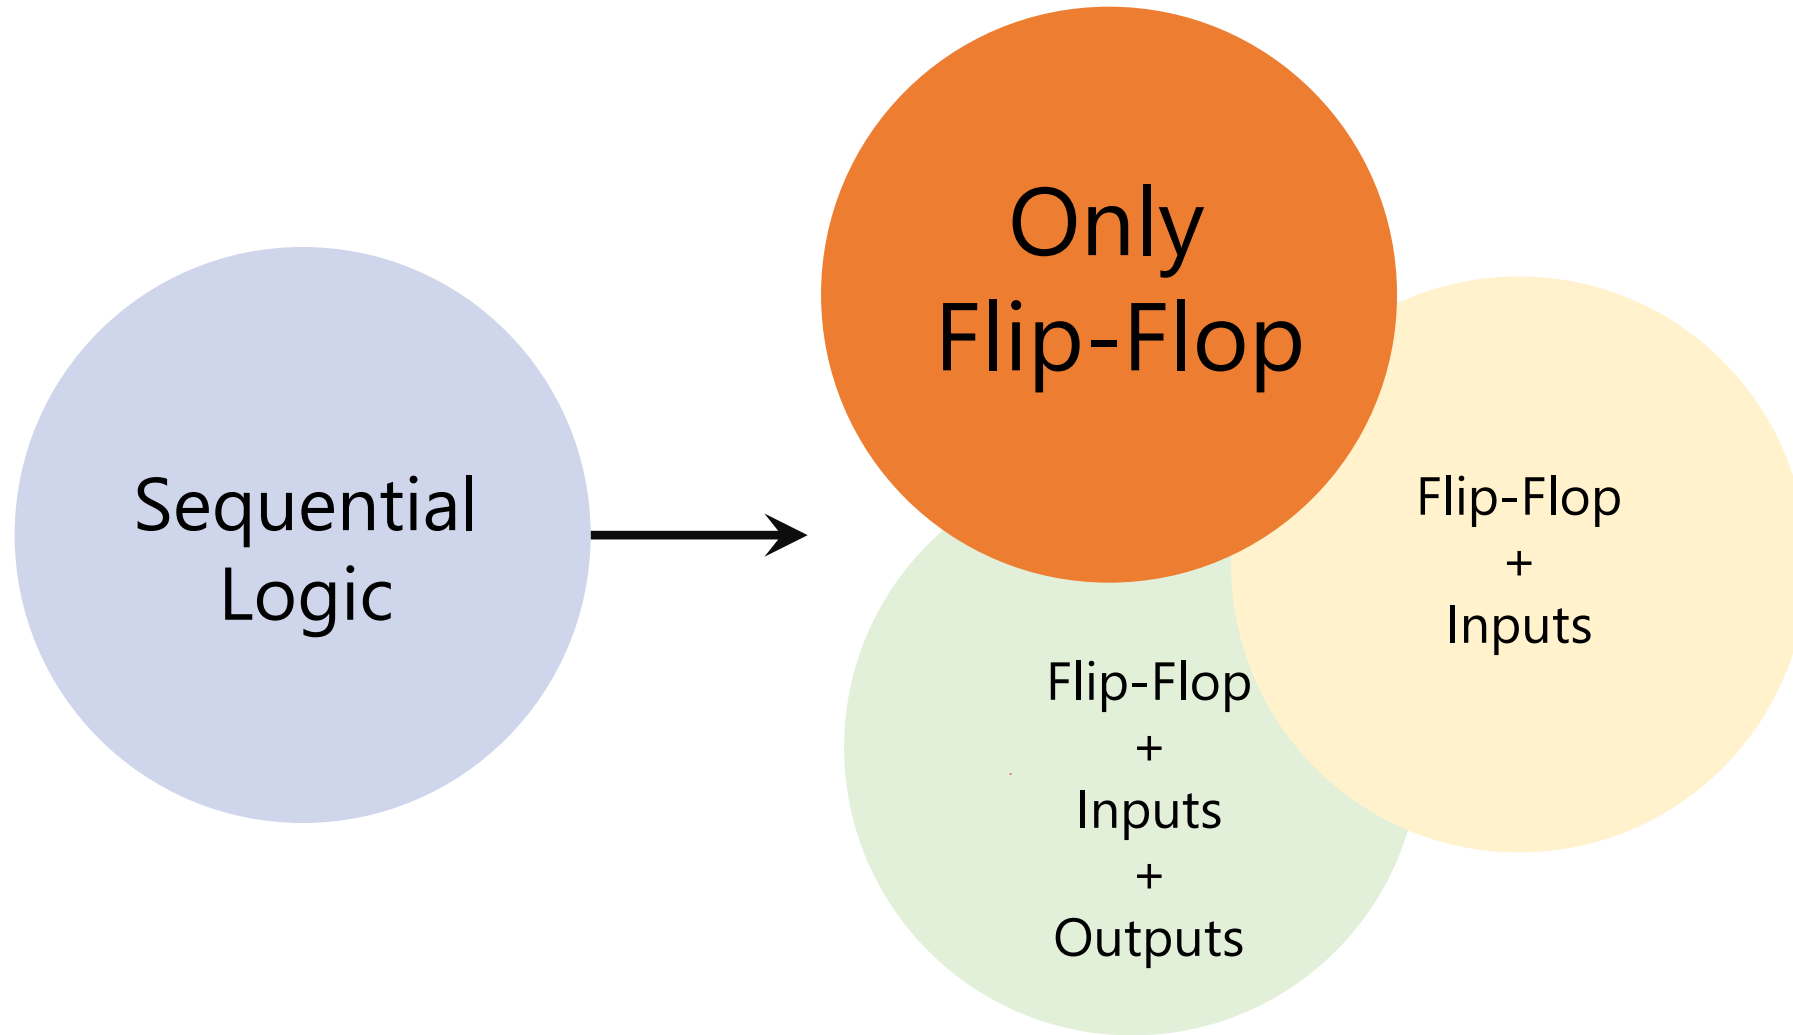 Sequential
Logic
Only
Flip-Flop
Flip-Flop
+
Inputs
Flip-Flop
+
Inputs
+
Outputs